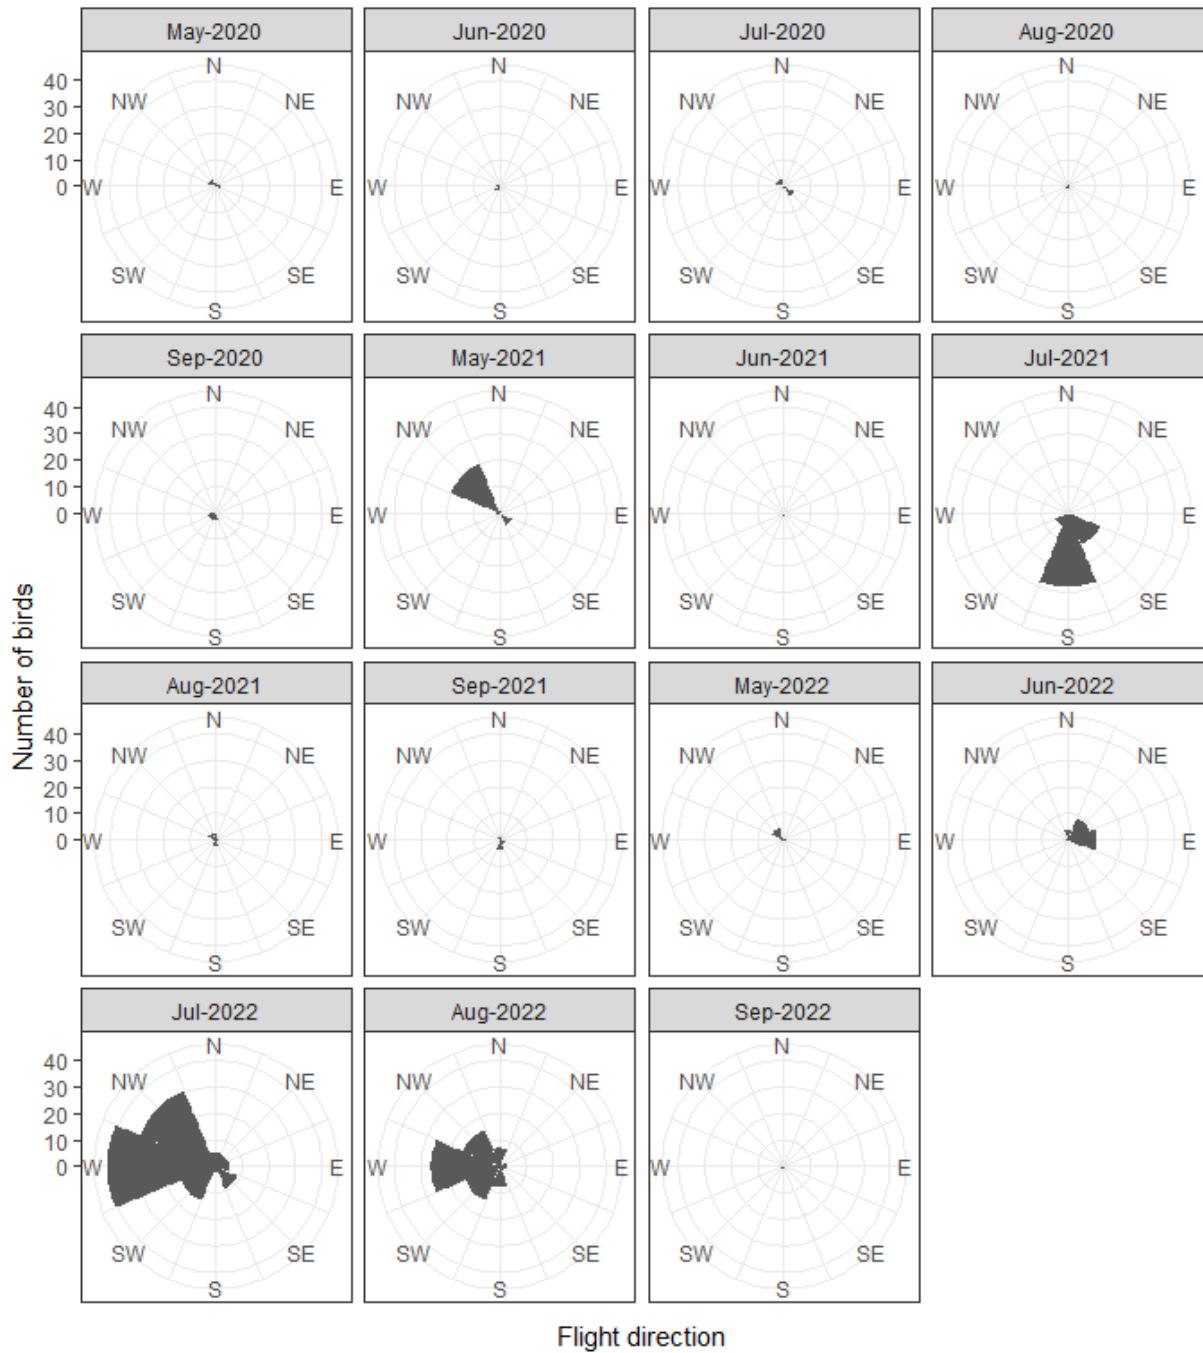 May-2020 Jun-2020 Jul-2020 Aug-2020
N N N N
40
NW NE NW NE NW NE NW NE
30
20
10
0 W E W E W E W E
SW SE SW SE SW SE SW SE
S S S S
Sep-2020 May-2021 Jun-2021 Jul-2021
N N N N
40
NW NE NW NE NW NE NW NE
30
20
10
0 W E W E W E W E
SW SE SW SE SW SE SW SE
S S S S
Number of birds
Aug-2021 Sep-2021 May-2022 Jun-2022
N N N N
40
NW NE NW NE NW NE NW NE
30
20
10
0 W E W E W E W E
SW SE SW SE SW SE SW SE
S S S S
Jul-2022 Aug-2022 Sep-2022
N N N
40
NW NE NW NE NW NE
30
20
10
0 W E W E W E
SW SE SW SE SW SE
S S S
Flight direction